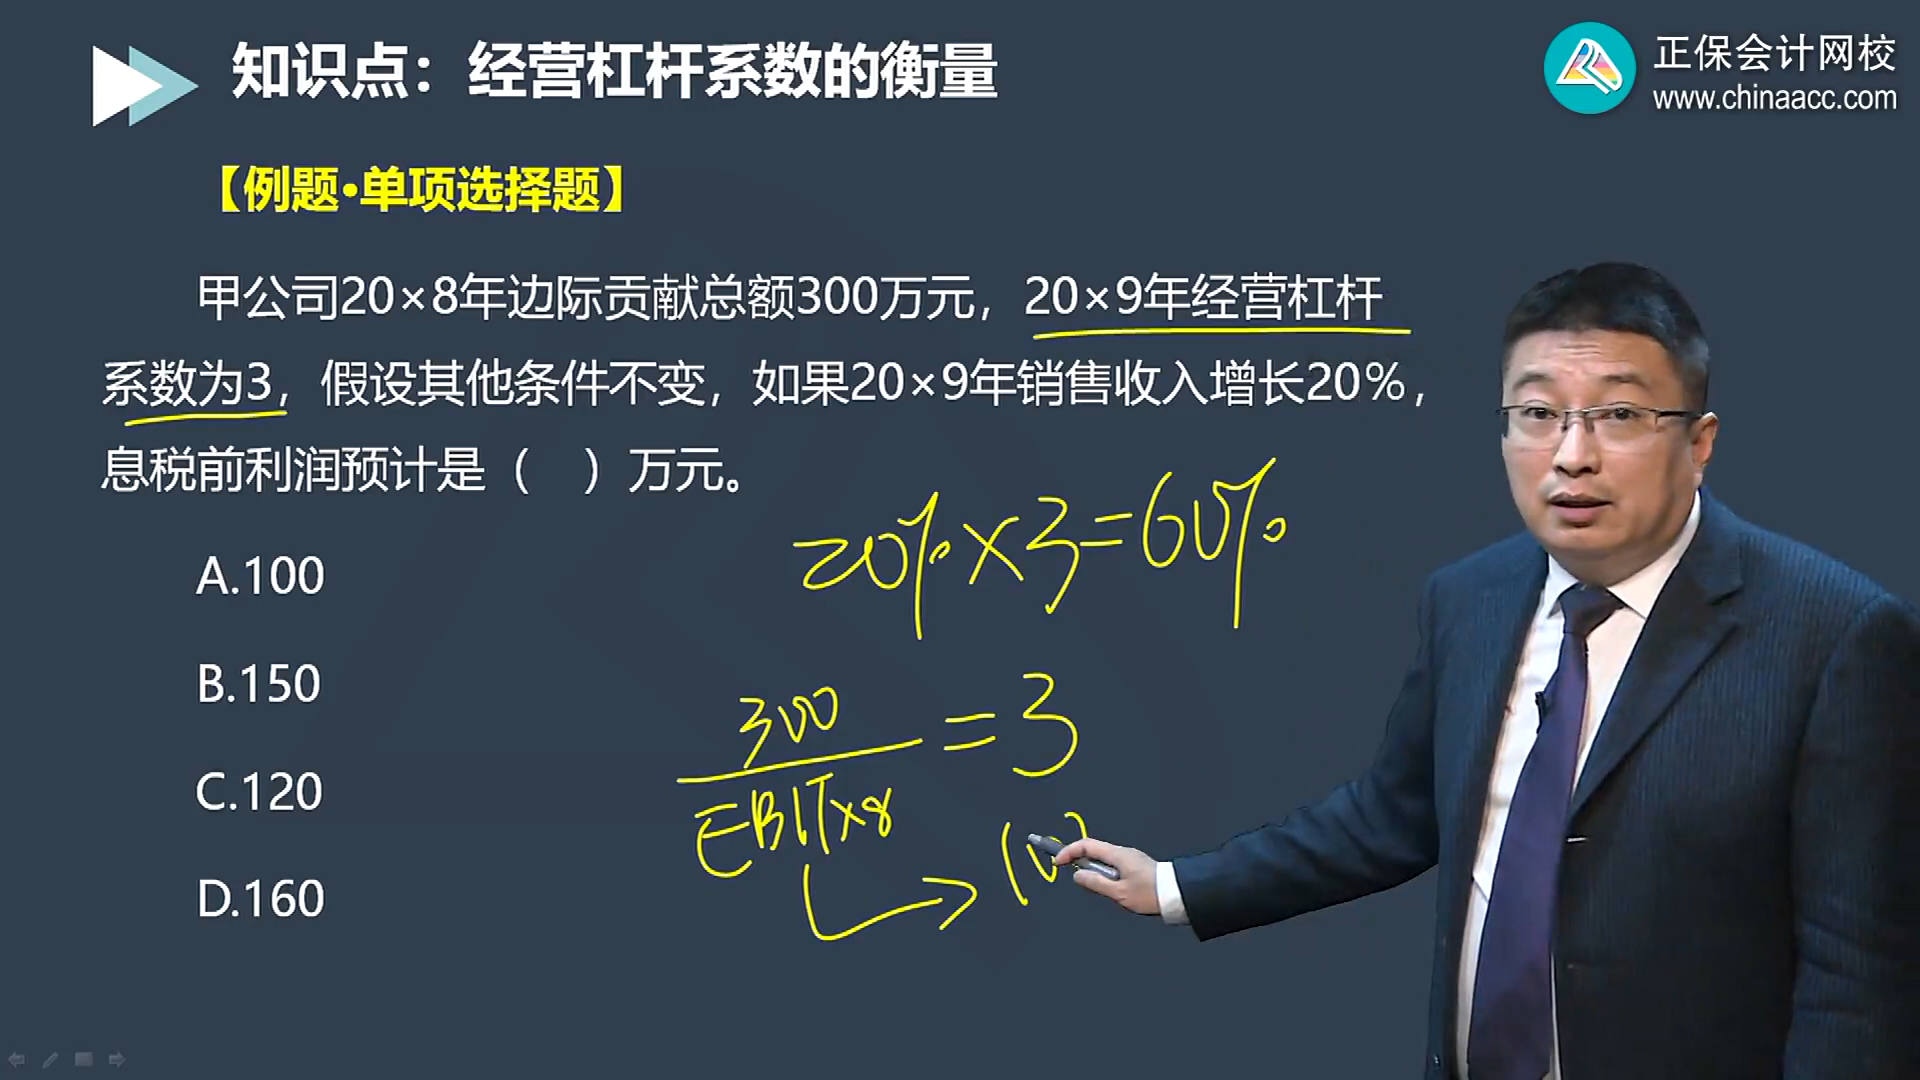 知识点：经营杠杆系数的衡量
正保会计网校
www.chinaacc.com
【例题•单项选择题】
甲公司20×8年边际贡献总额300万元，20×9年经营杠杆
系数为3，假设其他条件不变，如果20×9年销售收入增长20%，
息税前利润预计是（ ）万元。
A.100
B.150
C.120
D.160
20%×3=60%
300
=3
EBIT×8